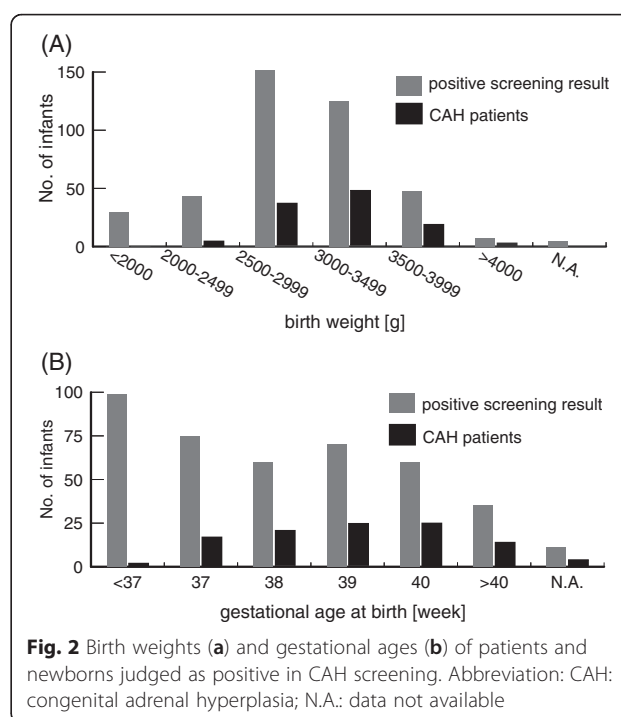 (A)
150
100
50
0
No. of infants
positive screening result
CAH patients
<2000
2000-2499
2500-2999
3000-3499
3500-3999
>4000
N.A.
birth weight [g]
(B)
100
75
50
25
0
No. of infants
positive screening result
CAH patients
<37 37 38 39 40 >40 N.A.
gestational age at birth [week]
Fig. 2 Birth weights (a) and gestational ages (b) of patients and
newborns judged as positive in CAH screening. Abbreviation: CAH:
congenital adrenal hyperplasia; N.A.: data not available